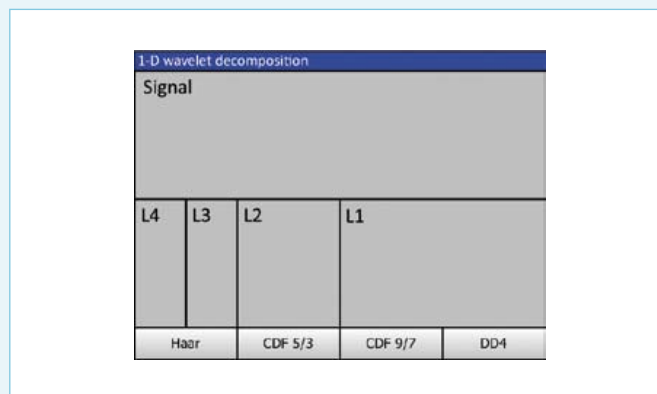 1-D wavelet decomposition
Signal
L4 L3 L2 L1
Haar CDF 5/3 CDF 9/7 DD4